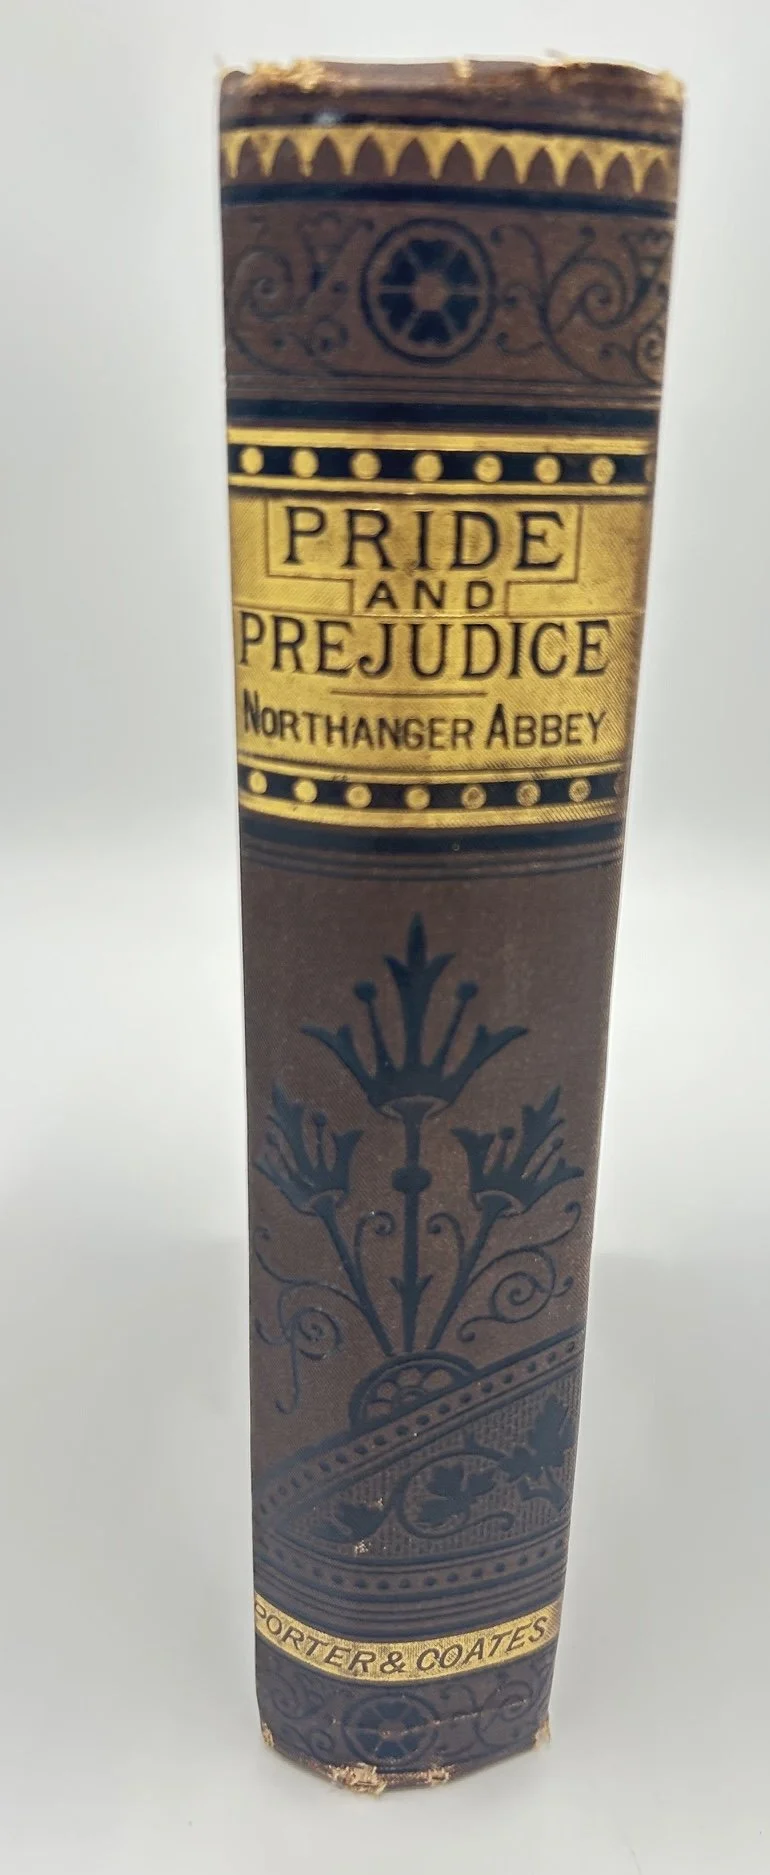 PRIDE
AND
PREJUDICE
NORTHANGER ABBEY
PORTER & COATES